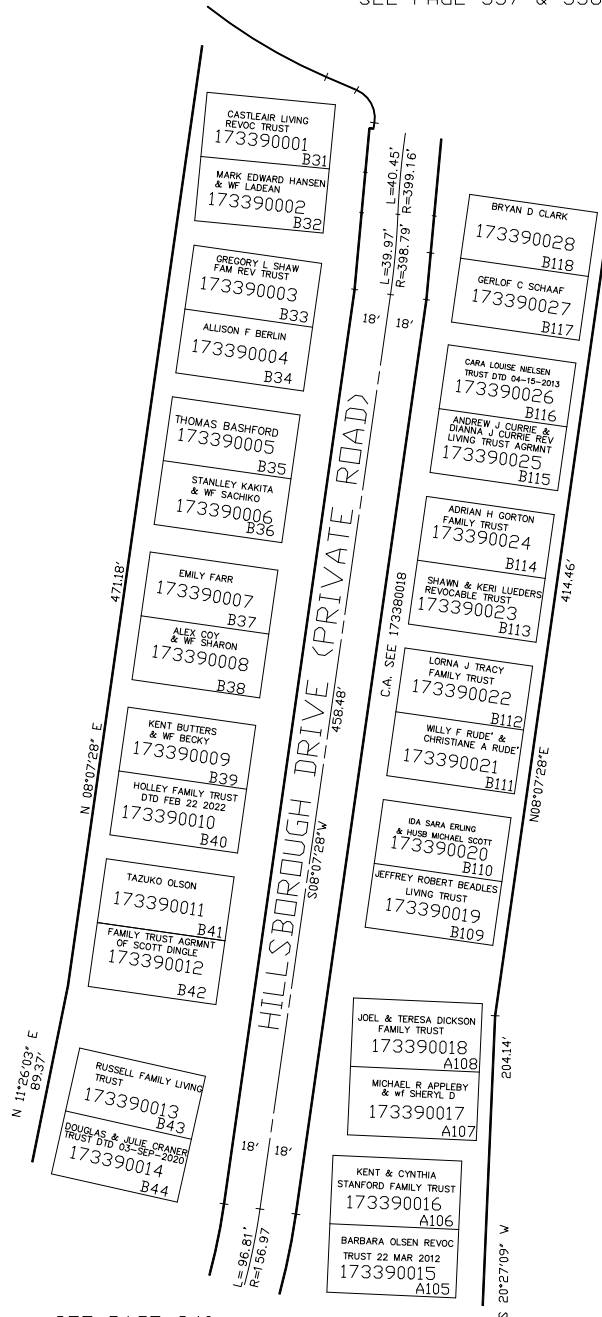 CASTLEAIR LIVING
REVOC TRUST
173390001
B31
MARK EDWARD HANSEN
& WF LADEAN
173390002
B32
GREGORY L SHAW
FAM REV TRUST
173390003
B33
ALLISON F BERLIN
173390004
B34
THOMAS BASHFORD
173390005
B35
STANLLEY KAKITA
& WF SACHIKO
173390006
B36
EMILY FARR
173390007
B37
ALEX COY
& WF SHARON
173390008
B38
KENT BUTTERS
& WF BECKY
173390009
B39
HOLLEY FAMILY TRUST
DTD FEB 22 2022
173390010
B40
TAZUKO OLSON
173390011
B41
FAMILY TRUST AGRMNT
OF SCOTT DINGLE
173390012
B42
RUSSELL FAMILY LIVING
TRUST
173390013
B43
DOUGLAS & JULIE CRANER
TRUST DTD 03-SEP-2020
173390014
B44
471.18'
N 08°07'28" E
N 11°26'03" E
89.37'
L=40.45'
R=399.16'
L=39.97'
R=398.79'
18' 18'
HILLSBOROUGH DRIVE (PRIVATE ROAD)
458.48'
S08°07'28"W
C.A. SEE 173380018
18' 18'
L= 96.81'
R=156.97
BRYAN D CLARK
173390028
B118
GERLOF C SCHAAF
173390027
B117
CARA LOUISE NIELSEN
TRUST DTD 04-15-2013
173390026
B116
ANDREW J CURRIE &
DIANNA J CURRIE REV
LIVING TRUST AGRMNT
173390025
B115
ADRIAN H GORTON
FAMILY TRUST
173390024
B114
SHAWN & KERI LUEDERS
REVOCABLE TRUST
173390023
B113
LORNA J TRACY
FAMILY TRUST
173390022
B112
WILLY F RUDE' &
CHRISTIANE A RUDE'
173390021
B111
IDA SARA ERLING
& HUSB MICHAEL SCOTT
173390020
B110
JEFFREY ROBERT BEADLES
LIVING TRUST
173390019
B109
JOEL & TERESA DICKSON
FAMILY TRUST
173390018
A108
MICHAEL R APPLEBY
& wf SHERYL D
173390017
A107
KENT & CYNTHIA
STANFORD FAMILY TRUST
173390016
A106
BARBARA OLSEN REVOC
TRUST 22 MAR 2012
173390015
A105
414.46'
N08°07'28"E
204.14'
S 20°27'09" W